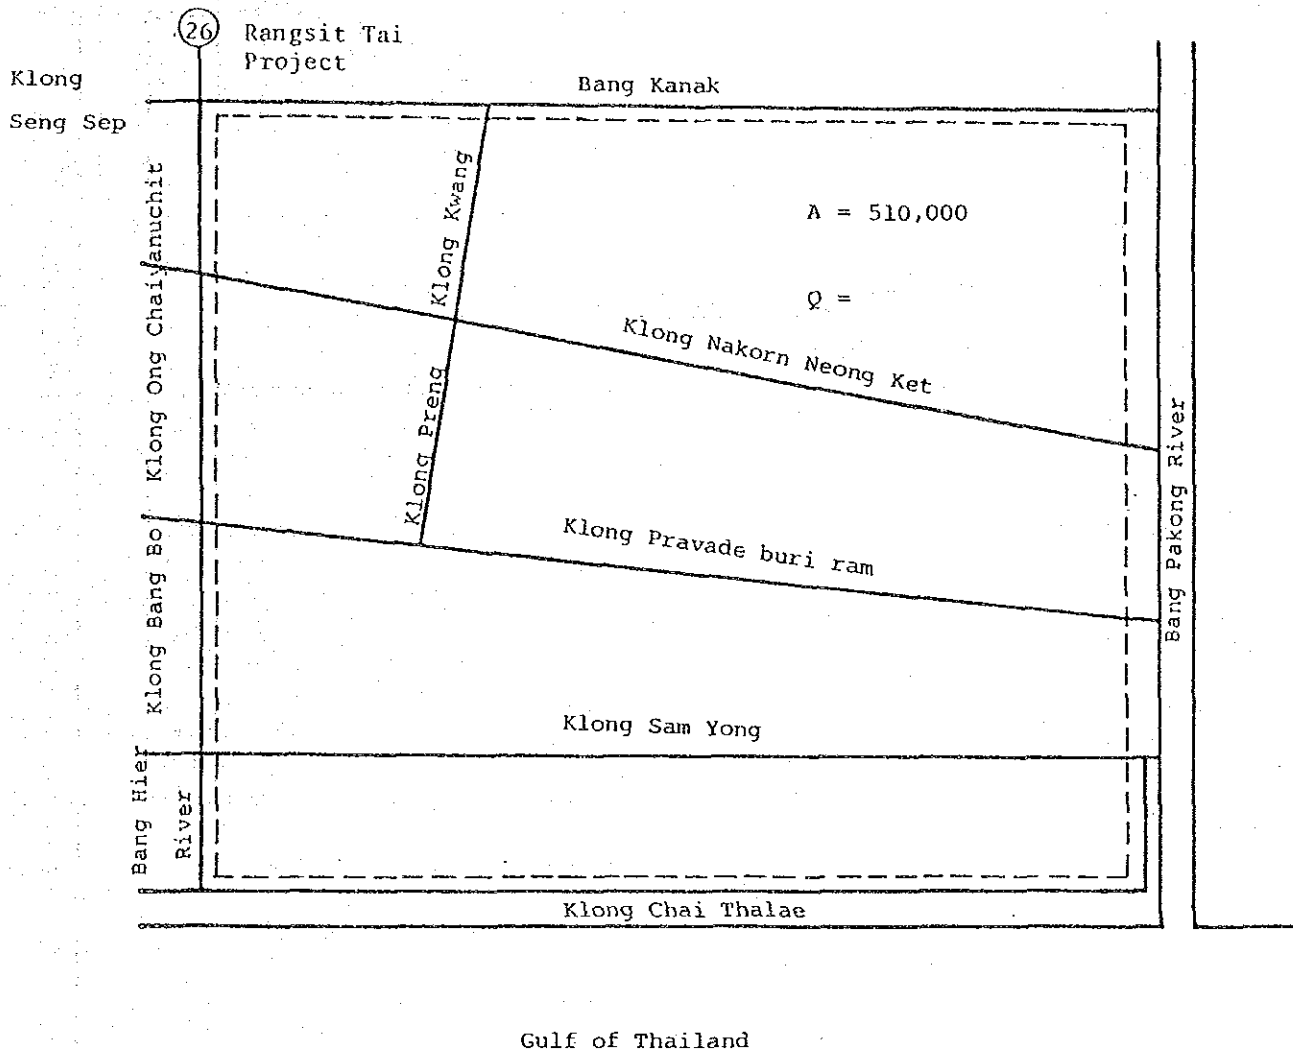 26 Rangsit Tai
Project
Klong
Seng Sep
Bang Kanak
Klong Ong Chaiyanuchit
Klong Kwang
A = 510,000
Q =
Klong Nakorn Neong Ket
Klong Preng
Bang Pakong River
Klong Bang Bo
Klong Pravade buri ram
Klong Sam Yong
Bang Hier
River
Klong Chai Thalae
Gulf of Thailand